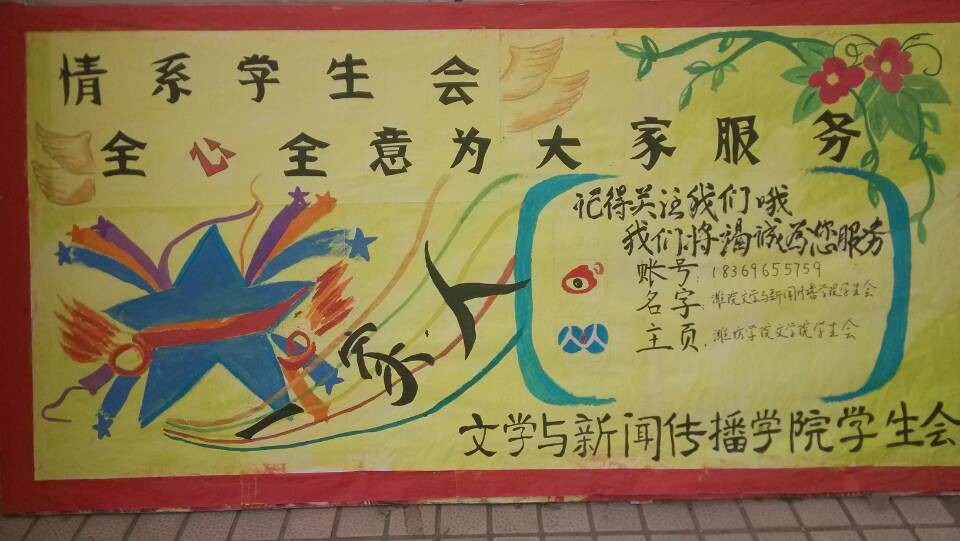 情系学生会
全心全意为大家服务
记得关注我们哦
我们将竭诚为您服务
账号:18369655759
名字:潍院文学与新闻传播学院学生会
主页:潍坊学院文学院学生会
一家人
文学与新闻传播学院学生会